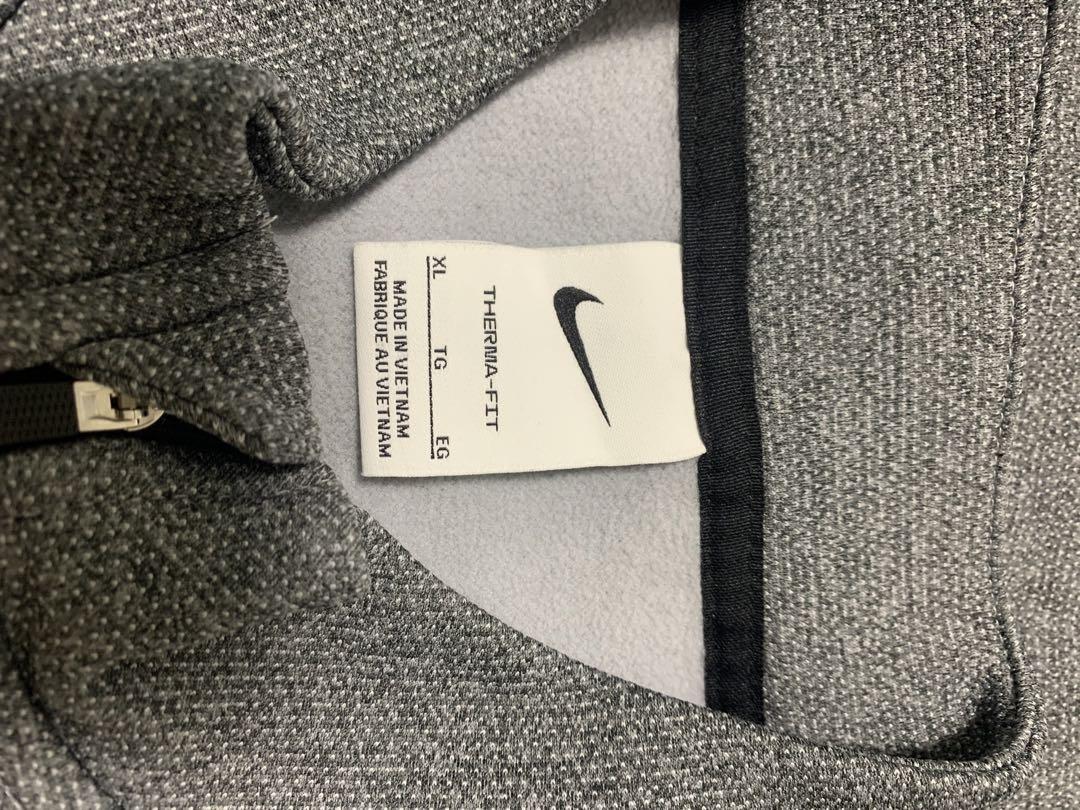 THERMA-FIT
XL TG EG
MADE IN VIETNAM
FABRIQUE AU VIETNAM